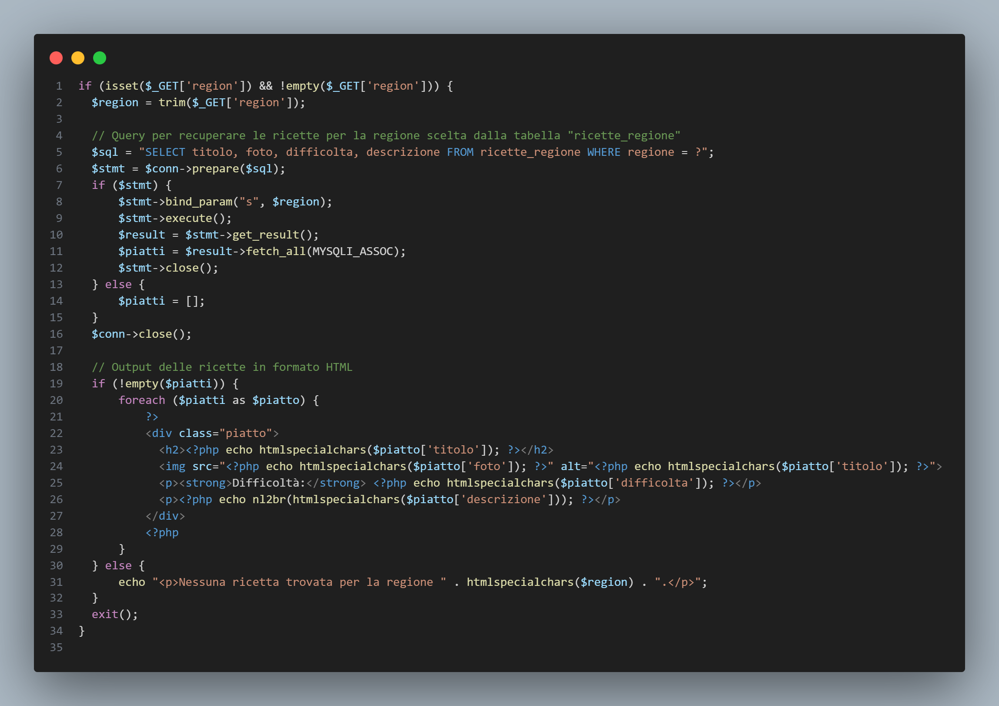 1 if (isset($_GET['region']) && !empty($_GET['region'])) {
2   $region = trim($_GET['region']);
3
4   // Query per recuperare le ricette per la regione scelta dalla tabella "ricette_regione"
5   $sql = "SELECT titolo, foto, difficolta, descrizione FROM ricette_regione WHERE regione = ?";
6   $stmt = $conn->prepare($sql);
7   if ($stmt) {
8       $stmt->bind_param("s", $region);
9       $stmt->execute();
10       $result = $stmt->get_result();
11       $piatti = $result->fetch_all(MYSQLI_ASSOC);
12       $stmt->close();
13   } else {
14       $piatti = [];
15   }
16   $conn->close();
17
18   // Output delle ricette in formato HTML
19   if (!empty($piatti)) {
20       foreach ($piatti as $piatto) {
21           ?>
22           <div class="piatto">
23             <h2><?php echo htmlspecialchars($piatto['titolo']); ?></h2>
24             <img src="<?php echo htmlspecialchars($piatto['foto']); ?>" alt="<?php echo htmlspecialchars($piatto['titolo']); ?>">
25             <p><strong>Difficoltà:</strong> <?php echo htmlspecialchars($piatto['difficolta']); ?></p>
26             <p><?php echo nl2br(htmlspecialchars($piatto['descrizione'])); ?></p>
27           </div>
28           <?php
29       }
30   } else {
31       echo "<p>Nessuna ricetta trovata per la regione " . htmlspecialchars($region) . ".</p>";
32   }
33   exit();
34 }
35